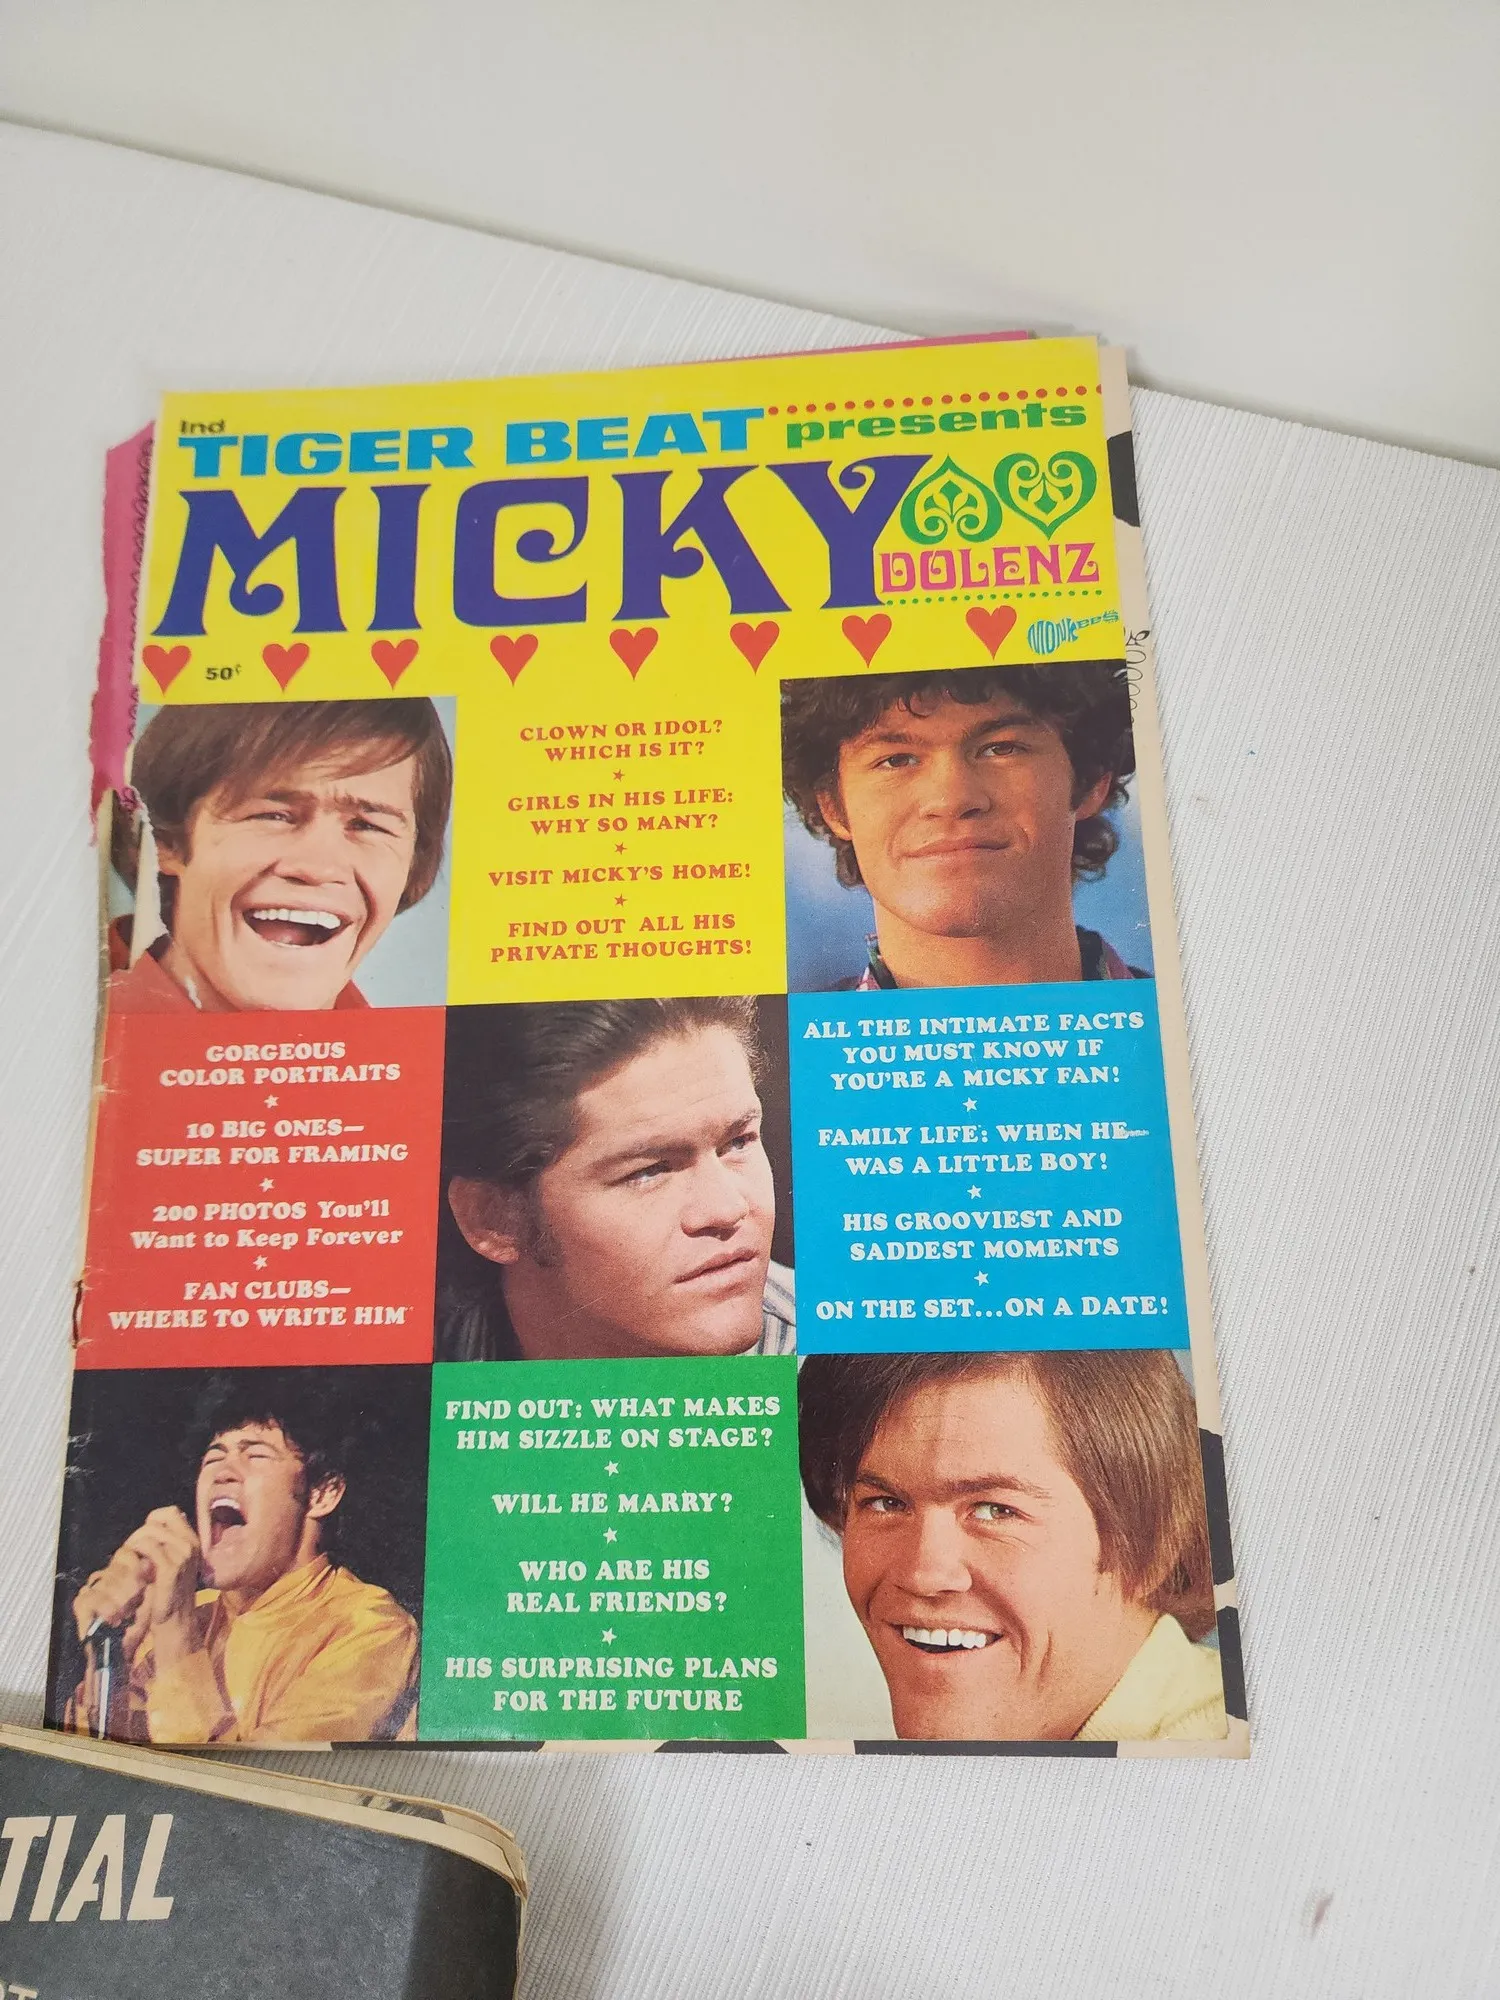 Ind
TIGER BEAT presents
MICKY
DOLENZ
50¢
MONKEES
CLOWN OR IDOL?
WHICH IS IT?
GIRLS IN HIS LIFE:
WHY SO MANY?
VISIT MICKY'S HOME!
FIND OUT ALL HIS
PRIVATE THOUGHTS!
GORGEOUS
COLOR PORTRAITS
10 BIG ONES—
SUPER FOR FRAMING
200 PHOTOS You'll
Want to Keep Forever
FAN CLUBS—
WHERE TO WRITE HIM
ALL THE INTIMATE FACTS
YOU MUST KNOW IF
YOU'RE A MICKY FAN!
FAMILY LIFE: WHEN HE
WAS A LITTLE BOY!
HIS GROOVIEST AND
SADDEST MOMENTS
ON THE SET...ON A DATE!
FIND OUT: WHAT MAKES
HIM SIZZLE ON STAGE?
WILL HE MARRY?
WHO ARE HIS
REAL FRIENDS?
HIS SURPRISING PLANS
FOR THE FUTURE
TIAL